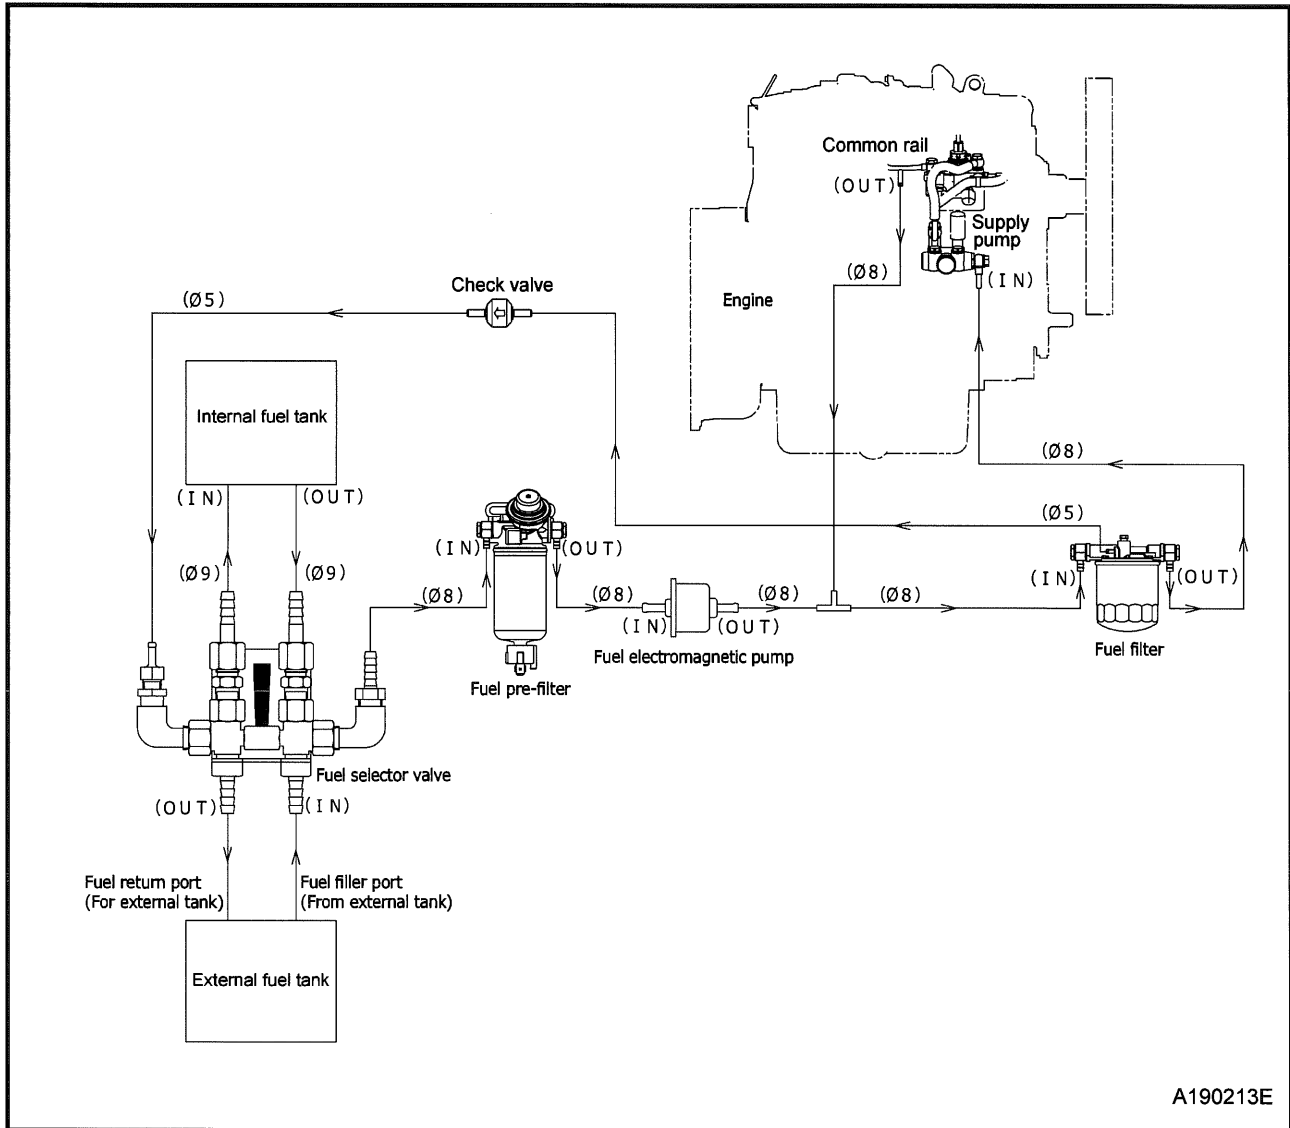 Common rail
(OUT)
Supply
pump
(Ø8)
(IN)
Engine
Check valve
(Ø5)
Internal fuel tank
(IN)
(OUT)
(Ø9)
(Ø9)
(Ø8)
(Ø5)
(IN)
(OUT)
(Ø8)
(Ø8)
(IN)
(OUT)
(Ø8)
(Ø8)
(IN)
(OUT)
Fuel filter
Fuel electromagnetic pump
Fuel pre-filter
Fuel selector valve
(OUT)
(IN)
Fuel return port
(For external tank)
Fuel filler port
(From external tank)
External fuel tank
A190213E